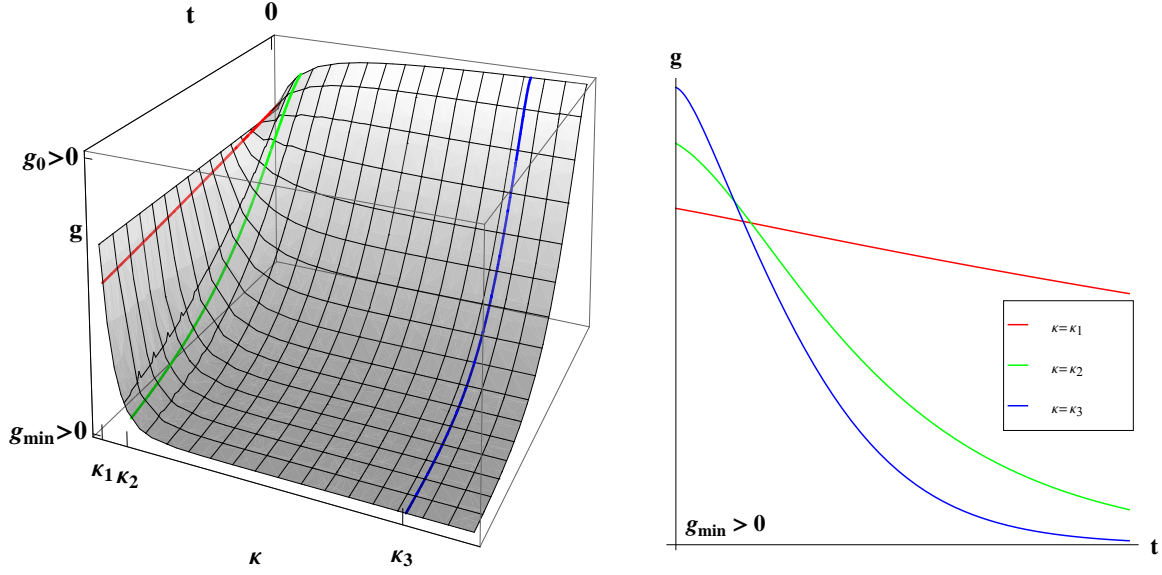 t
0
g₀>0
g
g_min>0
κ₁ κ₂
κ₃
κ
g
κ=κ₁
κ=κ₂
κ=κ₃
g_min > 0
t